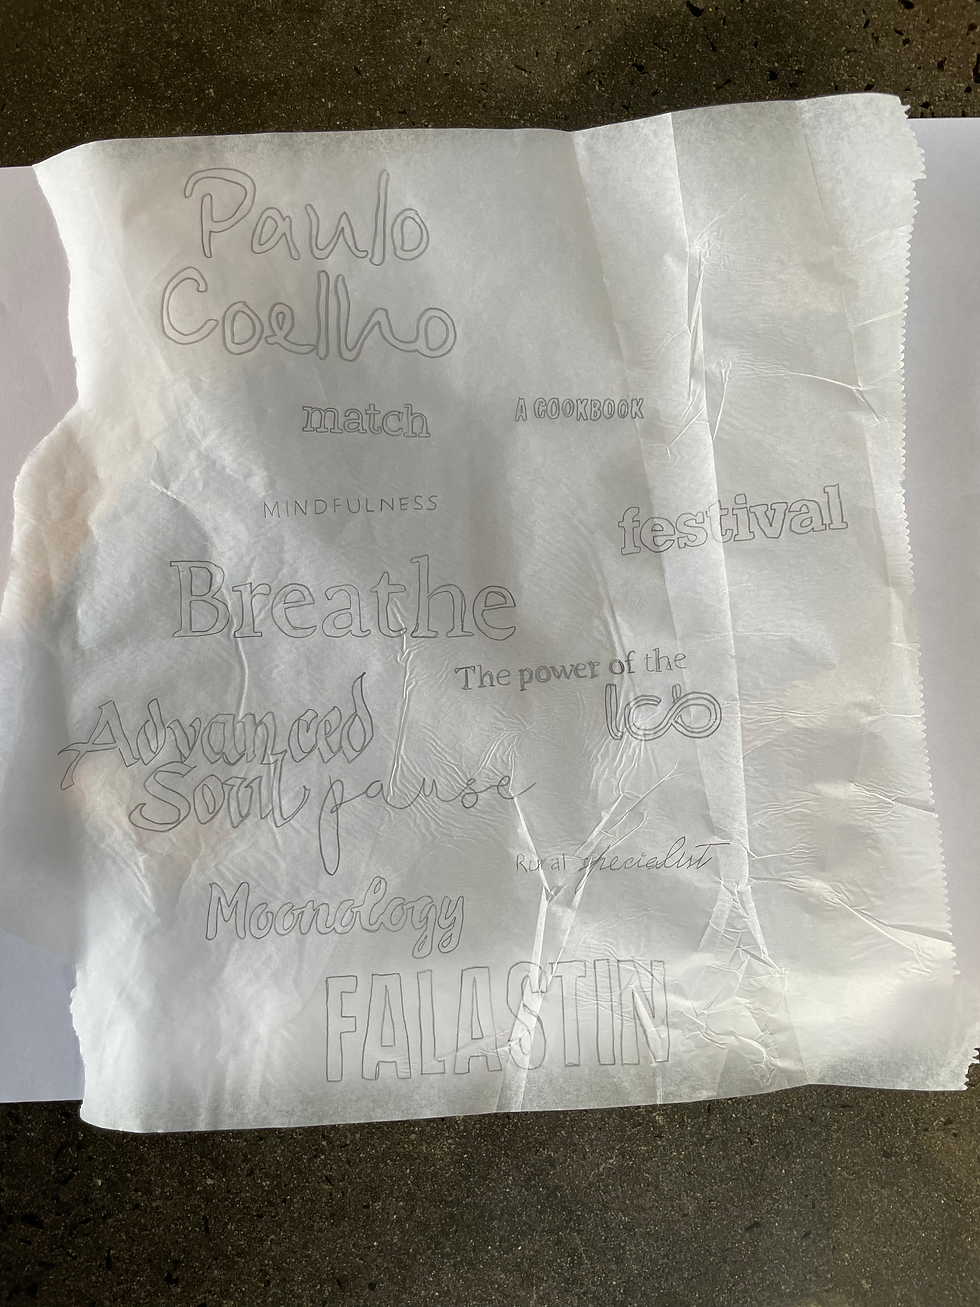 Paulo
Coelho
match
A COOKBOOK
MINDFULNESS
festival
Breathe
The power of the
Advanced
Soul
pause
Rural specialist
Moonology
FALASTIN